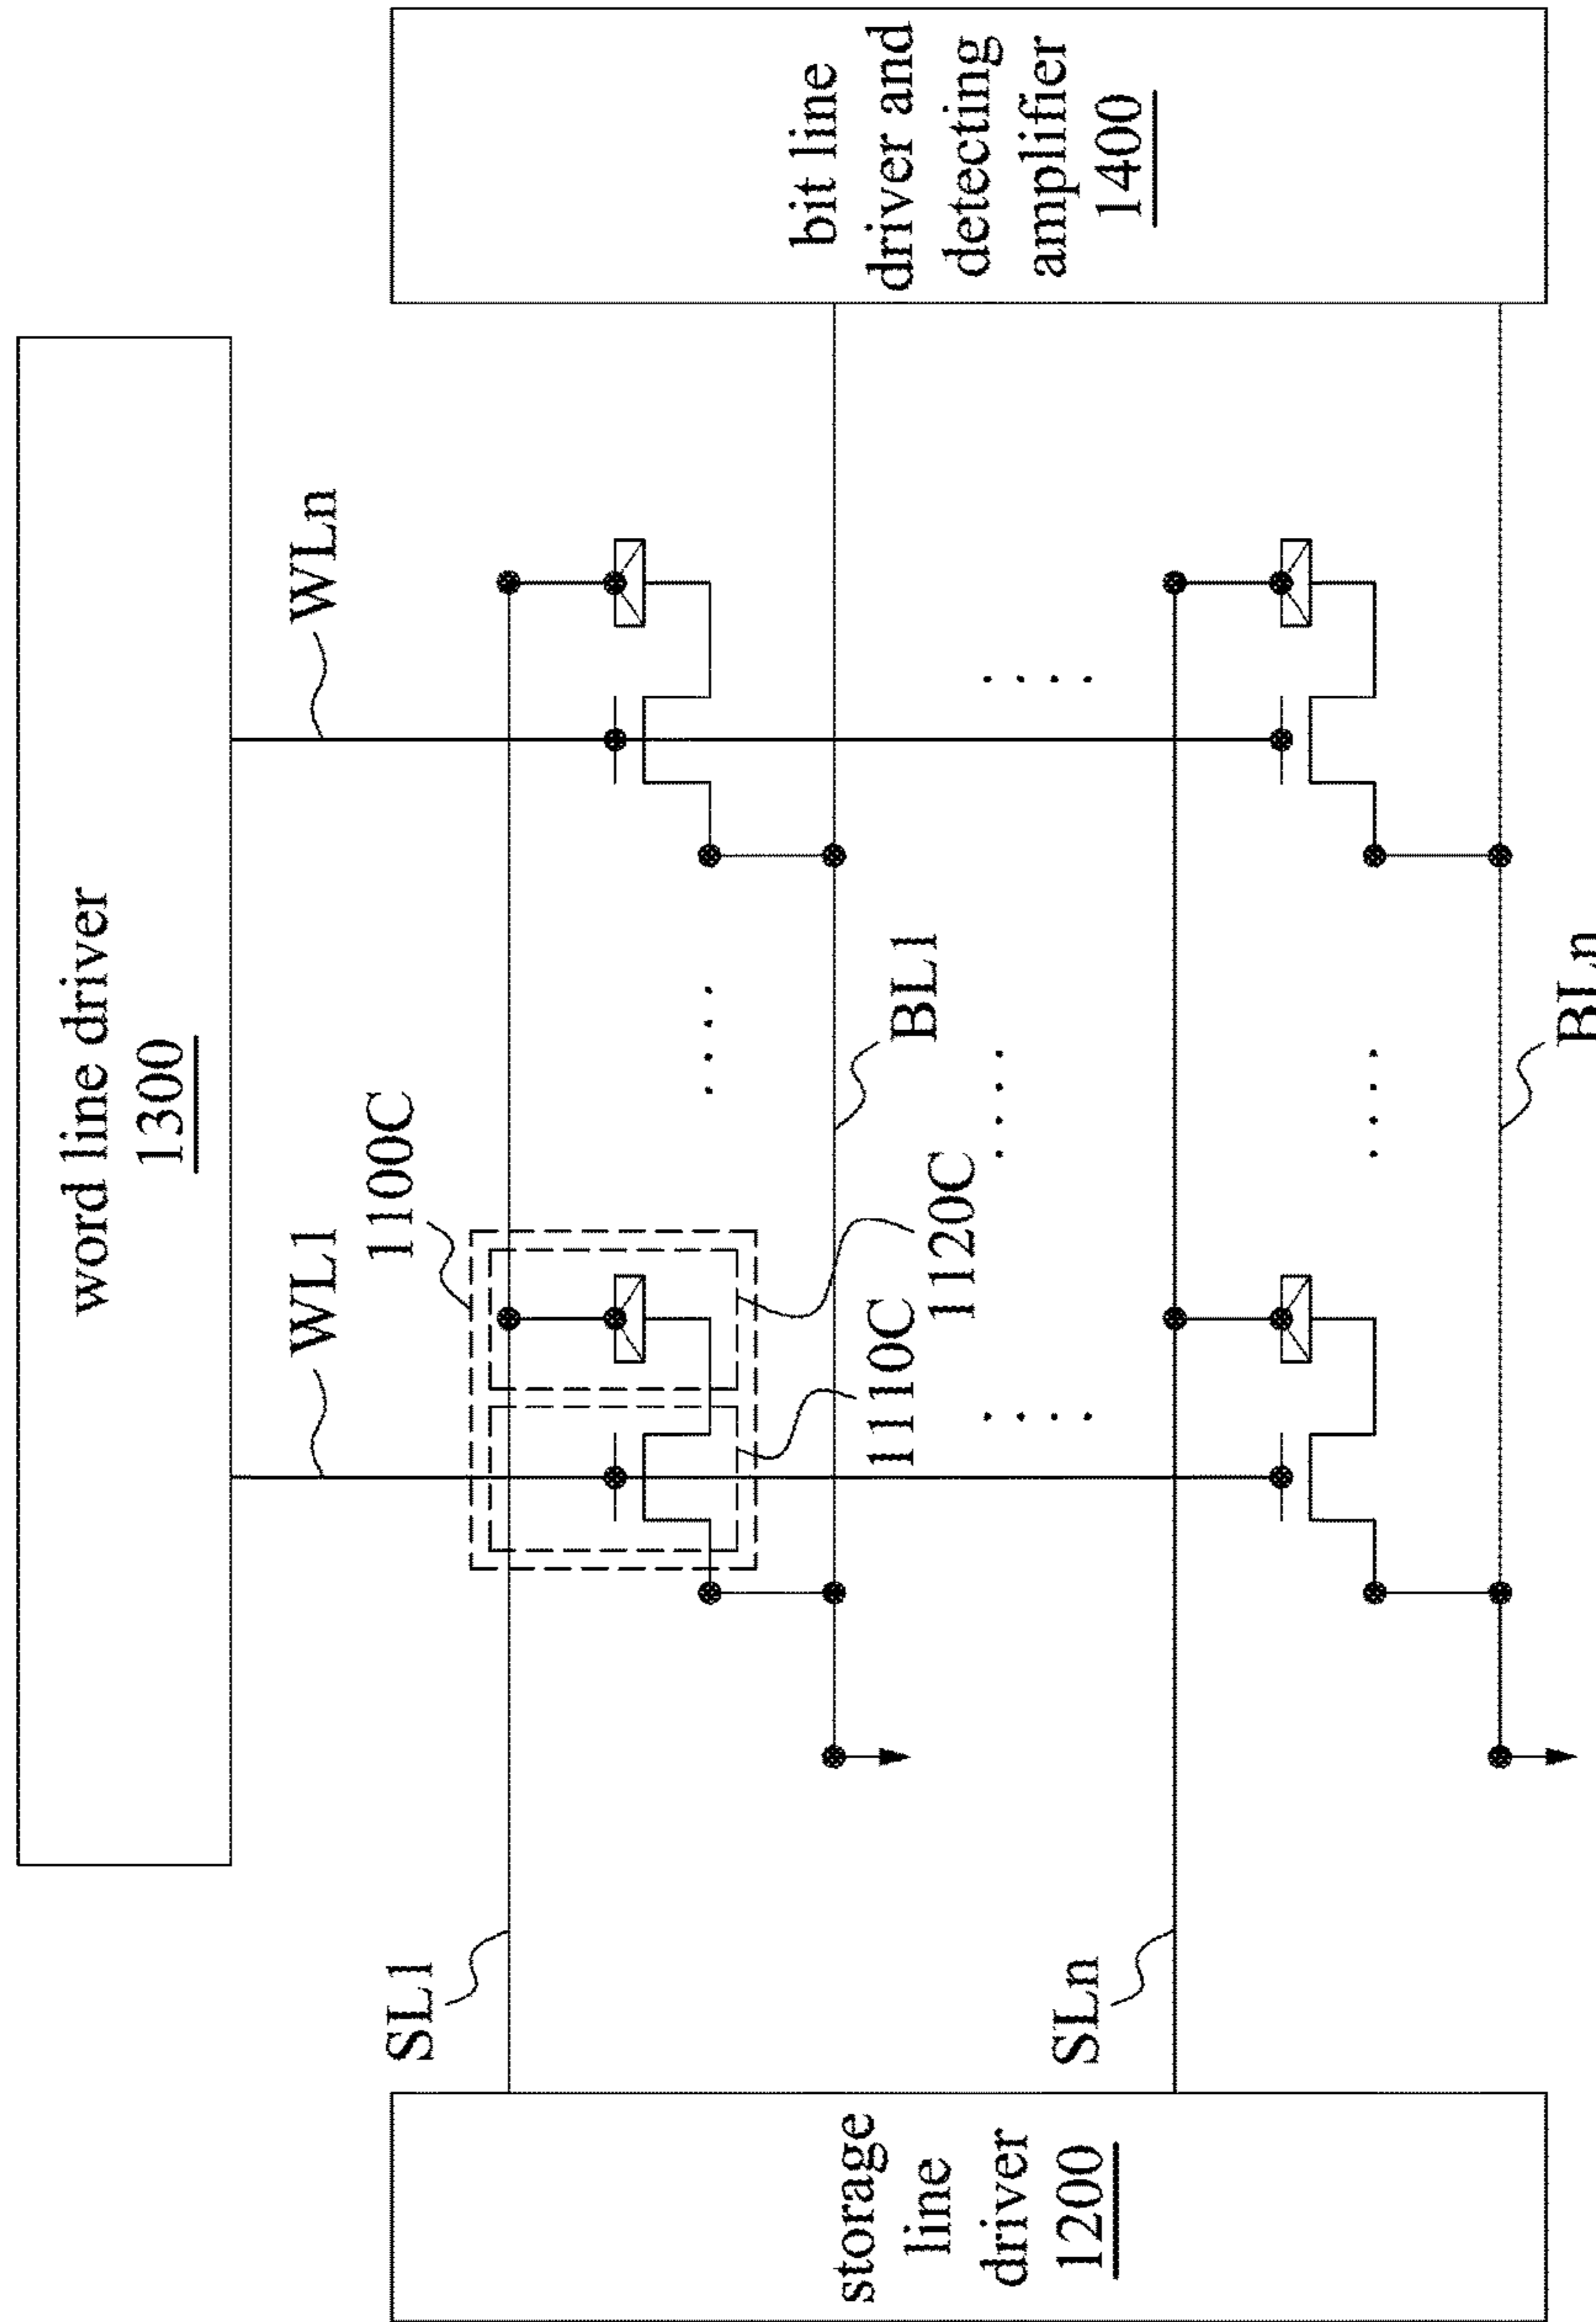 word line driver
1300
WL1
WLn
1100C
SL1
storage
line
driver
1200
bit line
driver and
detecting
amplifier
1400
1110C
1120C
BL1
SLn
BLn